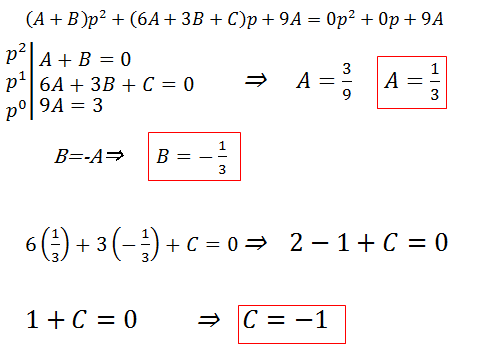 (A + B)p² + (6A + 3B + C)p + 9A = 0p² + 0p + 9A
p² | A + B = 0
p¹ | 6A + 3B + C = 0 ⇒ A = 3/9 A = 1/3
p⁰ | 9A = 3
B=-A⇒ B = −1/3
6(1/3) + 3(−1/3) + C = 0 ⇒ 2 − 1 + C = 0
1 + C = 0 ⇒ C = −1